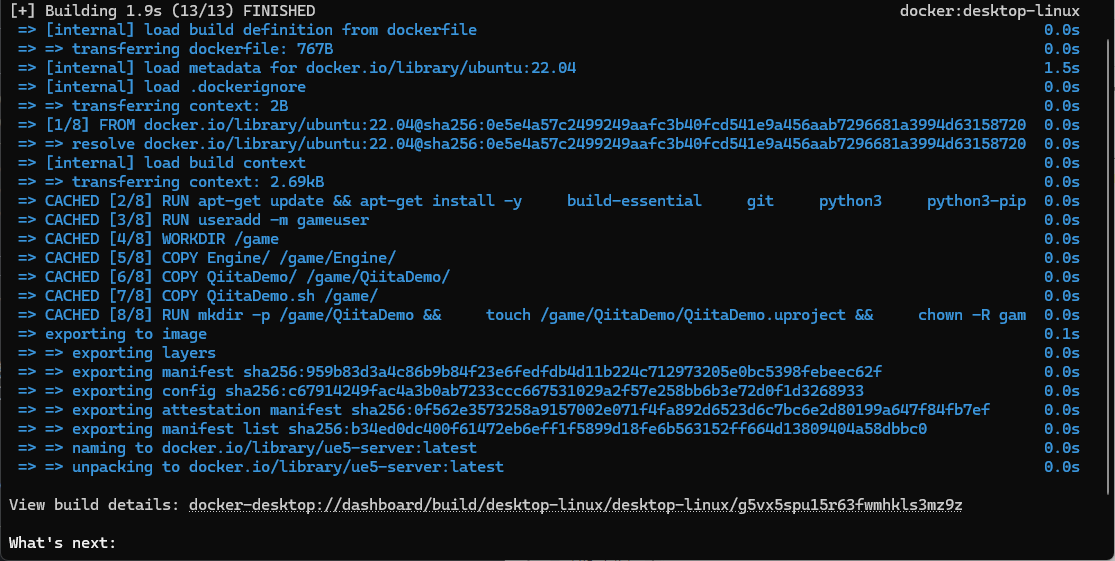 [+] Building 1.9s (13/13) FINISHED docker:desktop-linux
=> [internal] load build definition from dockerfile 0.0s
=> => transferring dockerfile: 767B 0.0s
=> [internal] load metadata for docker.io/library/ubuntu:22.04 1.5s
=> [internal] load .dockerignore 0.0s
=> => transferring context: 2B 0.0s
=> [1/8] FROM docker.io/library/ubuntu:22.04@sha256:0e5e4a57c2499249aafc3b40fcd541e9a456aab7296681a3994d63158720 0.0s
=> => resolve docker.io/library/ubuntu:22.04@sha256:0e5e4a57c2499249aafc3b40fcd541e9a456aab7296681a3994d63158720 0.0s
=> [internal] load build context 0.0s
=> => transferring context: 2.69kB 0.0s
=> CACHED [2/8] RUN apt-get update && apt-get install -y build-essential git python3 python3-pip 0.0s
=> CACHED [3/8] RUN useradd -m gameuser 0.0s
=> CACHED [4/8] WORKDIR /game 0.0s
=> CACHED [5/8] COPY Engine/ /game/Engine/ 0.0s
=> CACHED [6/8] COPY QiitaDemo/ /game/QiitaDemo/ 0.0s
=> CACHED [7/8] COPY QiitaDemo.sh /game/ 0.0s
=> CACHED [8/8] RUN mkdir -p /game/QiitaDemo && touch /game/QiitaDemo/QiitaDemo.uproject && chown -R gam 0.0s
=> exporting to image 0.1s
=> => exporting layers 0.0s
=> => exporting manifest sha256:959b83d3a4c86b9b84f23e6fedfdb4d11b224c712973205e0bc5398febeec62f 0.0s
=> => exporting config sha256:c67914249fac4a3b0ab7233ccc667531029a2f57e258bb6b3e72d0f1d3268933 0.0s
=> => exporting attestation manifest sha256:0f562e3573258a9157002e071f4fa892d6523d6c7bc6e2d80199a647f84fb7ef 0.0s
=> => exporting manifest list sha256:b34ed0dc400f61472eb6eff1f5899d18fe6b563152ff664d13809404a58dbbc0 0.0s
=> => naming to docker.io/library/ue5-server:latest 0.0s
=> => unpacking to docker.io/library/ue5-server:latest 0.0s
View build details: docker-desktop://dashboard/build/desktop-linux/desktop-linux/g5vx5spu15r63fwmhkls3mz9z
What's next: